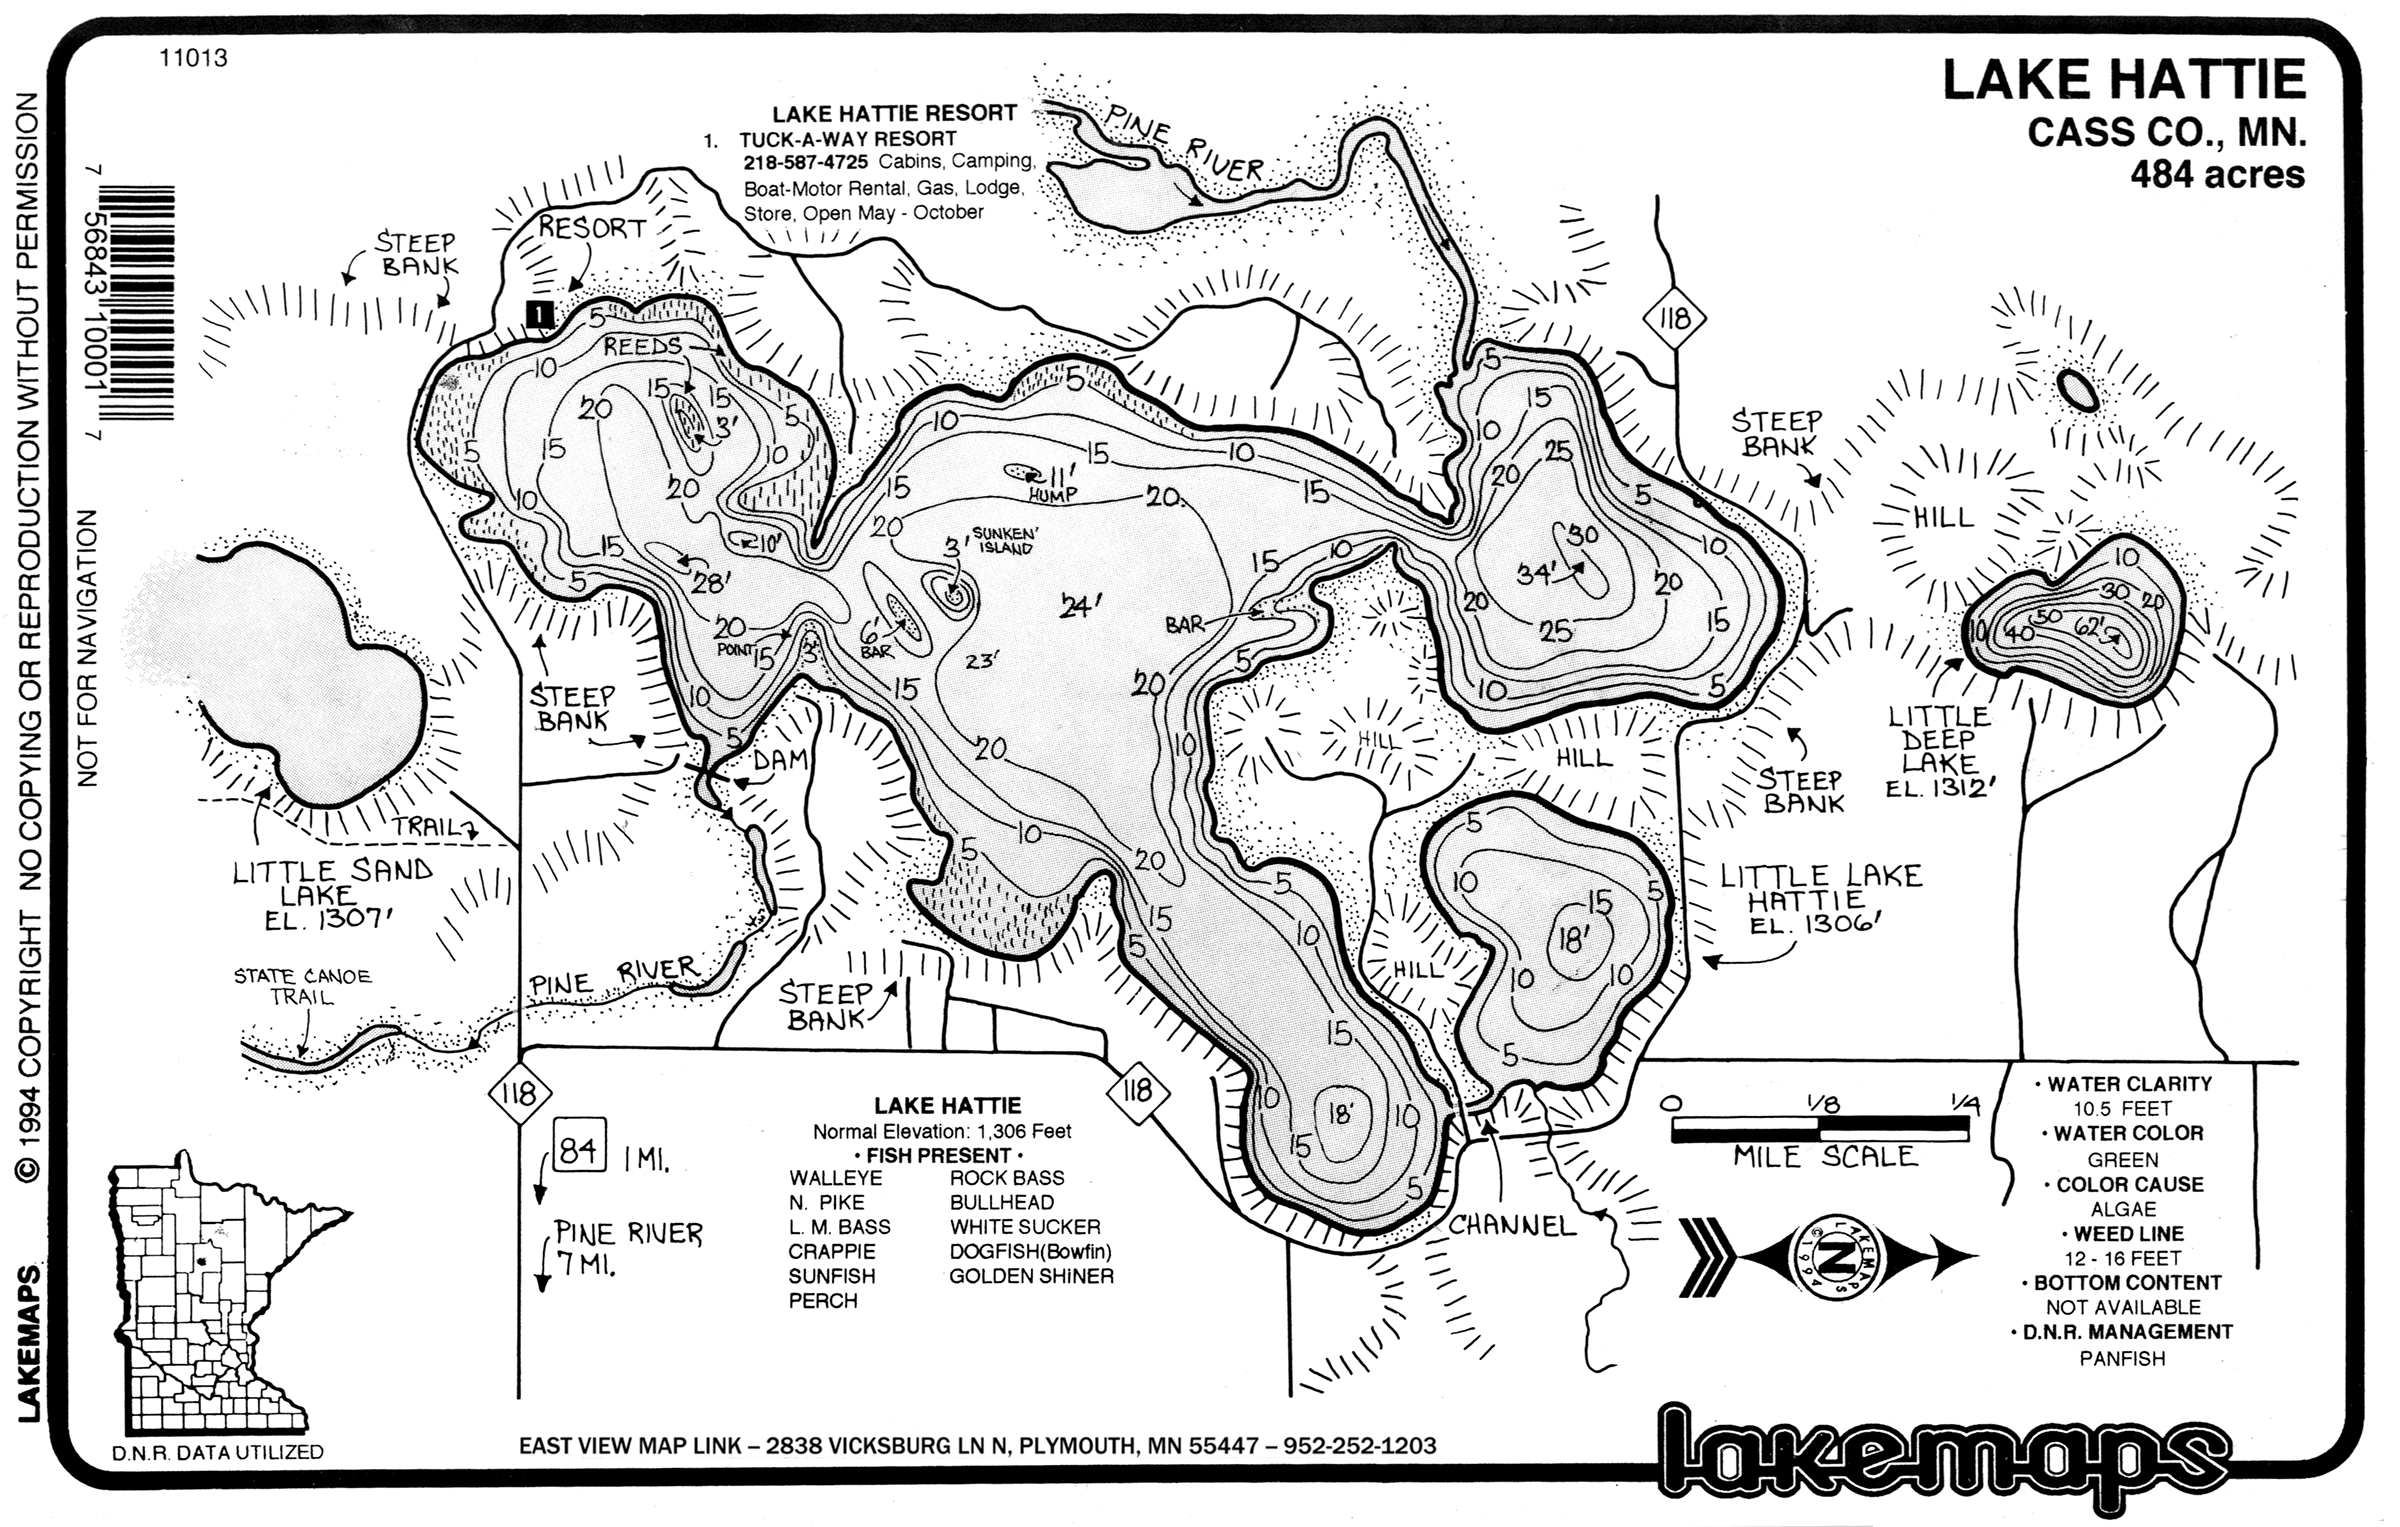 11013
LAKE HATTIE
CASS CO., MN.
484 acres
LAKE HATTIE RESORT
1. TUCK-A-WAY RESORT
218-587-4725 Cabins, Camping,
Boat-Motor Rental, Gas, Lodge,
Store, Open May - October
PINE RIVER
RESORT
STEEP
BANK
1
118
5
REEDS
10
15
15
3'
20
5
5
15
10
10
20
10'
15
28'
5
20
POINT
15
3'
10
5
5
10
15
10
11'
HUMP
15
15
20
20
3'
SUNKEN
ISLAND
24'
6'
BAR
23'
15
20
20
10
5
20
15
10
BAR
5
10
20
5
15
5
10
15
18'
10
10
15
5
5
15
10
25
20
5
30
34'
10
20
20
15
25
10
5
STEEP
BANK
HILL
10
30
20
50
62'
40
10
LITTLE
DEEP
LAKE
EL. 1312'
STEEP
BANK
HILL
HILL
HILL
5
10
15
5
18'
10
10
5
LITTLE LAKE
HATTIE
EL. 1306'
STEEP
BANK
DAM
TRAIL
LITTLE SAND
LAKE
EL. 1307'
STATE CANOE
TRAIL
PINE RIVER
STEEP
BANK
118
118
84 1 MI.
PINE RIVER
7 MI.
CHANNEL
LAKE HATTIE
Normal Elevation: 1,306 Feet
• FISH PRESENT •
WALLEYE ROCK BASS
N. PIKE BULLHEAD
L. M. BASS WHITE SUCKER
CRAPPIE DOGFISH(Bowfin)
SUNFISH GOLDEN SHINER
PERCH
0 1/8 1/4
MILE SCALE
LAKEMAPS
N
©1994
• WATER CLARITY
10.5 FEET
• WATER COLOR
GREEN
• COLOR CAUSE
ALGAE
• WEED LINE
12 - 16 FEET
• BOTTOM CONTENT
NOT AVAILABLE
• D.N.R. MANAGEMENT
PANFISH
D.N.R. DATA UTILIZED
EAST VIEW MAP LINK – 2838 VICKSBURG LN N, PLYMOUTH, MN 55447 – 952-252-1203
lakemaps
LAKEMAPS © 1994 COPYRIGHT NO COPYING OR REPRODUCTION WITHOUT PERMISSION
NOT FOR NAVIGATION
7 56843 10001 7